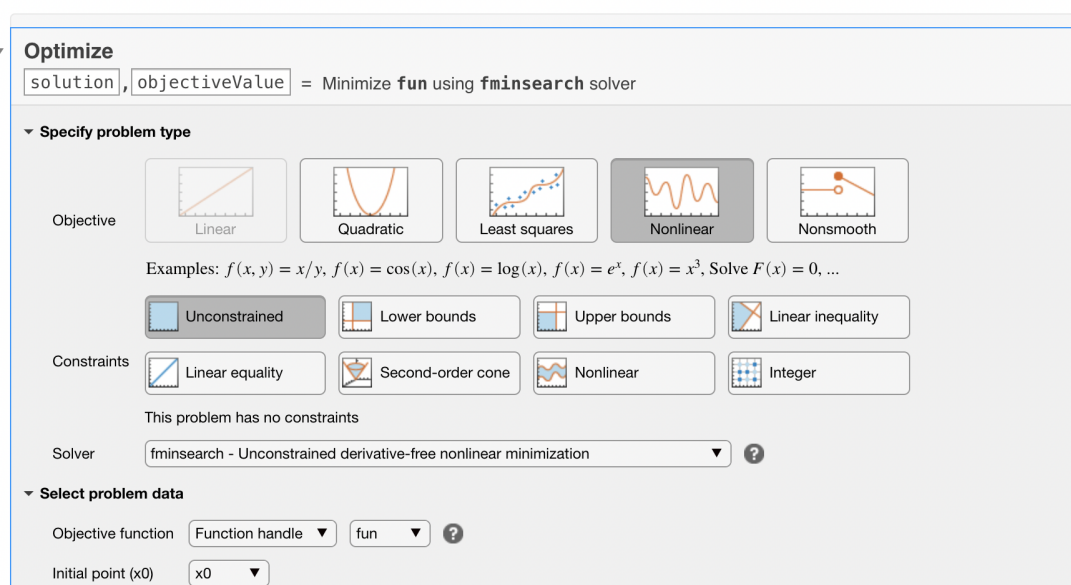 Optimize
solution, objectiveValue = Minimize fun using fminsearch solver
Specify problem type
Objective
Linear
Quadratic
Least squares
Nonlinear
Nonsmooth
Examples: f(x, y) = x/y, f(x) = cos(x), f(x) = log(x), f(x) = eˣ, f(x) = x³, Solve F(x) = 0, ...
Constraints
Unconstrained
Lower bounds
Upper bounds
Linear inequality
Linear equality
Second-order cone
Nonlinear
Integer
This problem has no constraints
Solver fminsearch - Unconstrained derivative-free nonlinear minimization ▼ ?
Select problem data
Objective function Function handle ▼ fun ▼ ?
Initial point (x0) x0 ▼